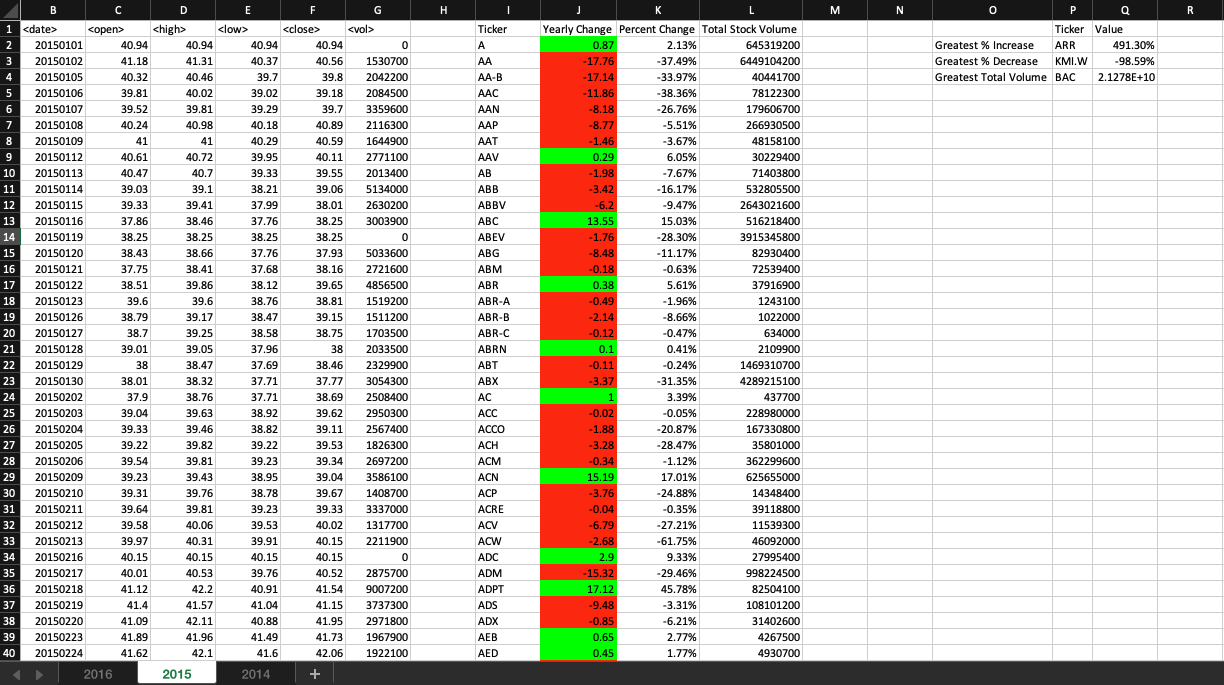 B C D E F G H I J K L M N O P Q R
1 <date> <open> <high> <low> <close> <vol> Ticker Yearly Change Percent Change Total Stock Volume Ticker Value
2 20150101 40.94 40.94 40.94 40.94 0 A 0.87 2.13% 645319200 Greatest % Increase ARR 491.30%
3 20150102 41.18 41.31 40.37 40.56 1530700 AA -17.76 -37.49% 6449104200 Greatest % Decrease KMI.W -98.59%
4 20150105 40.32 40.46 39.7 39.8 2042200 AA-B -17.14 -33.97% 40441700 Greatest Total Volume BAC 2.1278E+10
5 20150106 39.81 40.02 39.02 39.18 2084500 AAC -11.86 -38.36% 78122300
6 20150107 39.52 39.81 39.29 39.7 3359600 AAN -8.18 -26.76% 179606700
7 20150108 40.24 40.98 40.18 40.89 2116300 AAP -8.77 -5.51% 266930500
8 20150109 41 41 40.29 40.59 1644900 AAT -1.46 -3.67% 48158100
9 20150112 40.61 40.72 39.95 40.11 2771100 AAV 0.29 6.05% 30229400
10 20150113 40.47 40.7 39.33 39.55 2013400 AB -1.98 -7.67% 71403800
11 20150114 39.03 39.1 38.21 39.06 5134000 ABB -3.42 -16.17% 532805500
12 20150115 39.33 39.41 37.99 38.01 2630200 ABBV -6.2 -9.47% 2643021600
13 20150116 37.86 38.46 37.76 38.25 3003900 ABC 13.55 15.03% 516218400
14 20150119 38.25 38.25 38.25 38.25 0 ABEV -1.76 -28.30% 3915345800
15 20150120 38.43 38.66 37.76 37.93 5033600 ABG -8.48 -11.17% 82930400
16 20150121 37.75 38.41 37.68 38.16 2721600 ABM -0.18 -0.63% 72539400
17 20150122 38.51 39.86 38.12 39.65 4856500 ABR 0.38 5.61% 37916900
18 20150123 39.6 39.6 38.76 38.81 1519200 ABR-A -0.49 -1.96% 1243100
19 20150126 38.79 39.17 38.47 39.15 1511200 ABR-B -2.14 -8.66% 1022000
20 20150127 38.7 39.25 38.58 38.75 1703500 ABR-C -0.12 -0.47% 634000
21 20150128 39.01 39.05 37.96 38 2033500 ABRN 0.1 0.41% 2109900
22 20150129 38 38.47 37.69 38.46 2329900 ABT -0.11 -0.24% 1469310700
23 20150130 38.01 38.32 37.71 37.77 3054300 ABX -3.37 -31.35% 4289215100
24 20150202 37.9 38.76 37.71 38.69 2508400 AC 1 3.39% 437700
25 20150203 39.04 39.63 38.92 39.62 2950300 ACC -0.02 -0.05% 228980000
26 20150204 39.33 39.46 38.82 39.11 2567400 ACCO -1.88 -20.87% 167330800
27 20150205 39.22 39.82 39.22 39.53 1826300 ACH -3.28 -28.47% 35801000
28 20150206 39.54 39.81 39.23 39.34 2697200 ACM -0.34 -1.12% 362299600
29 20150209 39.23 39.43 38.95 39.04 3586100 ACN 15.19 17.01% 625655000
30 20150210 39.31 39.76 38.78 39.67 1408700 ACP -3.76 -24.88% 14348400
31 20150211 39.64 39.81 39.23 39.33 3337000 ACRE -0.04 -0.35% 39118800
32 20150212 39.58 40.06 39.53 40.02 1317700 ACV -6.79 -27.21% 11539300
33 20150213 39.97 40.31 39.91 40.15 2211900 ACW -2.68 -61.75% 46092000
34 20150216 40.15 40.15 40.15 40.15 0 ADC 2.9 9.33% 27995400
35 20150217 40.01 40.53 39.76 40.52 2875700 ADM -15.32 -29.46% 998224500
36 20150218 41.12 42.2 40.91 41.54 9007200 ADPT 17.12 45.78% 82504100
37 20150219 41.4 41.57 41.04 41.15 3737300 ADS -9.48 -3.31% 108101200
38 20150220 41.09 42.11 40.88 41.95 2971800 ADX -0.85 -6.21% 31402600
39 20150223 41.89 41.96 41.49 41.73 1967900 AEB 0.65 2.77% 4267500
40 20150224 41.62 42.1 41.6 42.06 1922100 AED 0.45 1.77% 4930700
2016 2015 2014 +